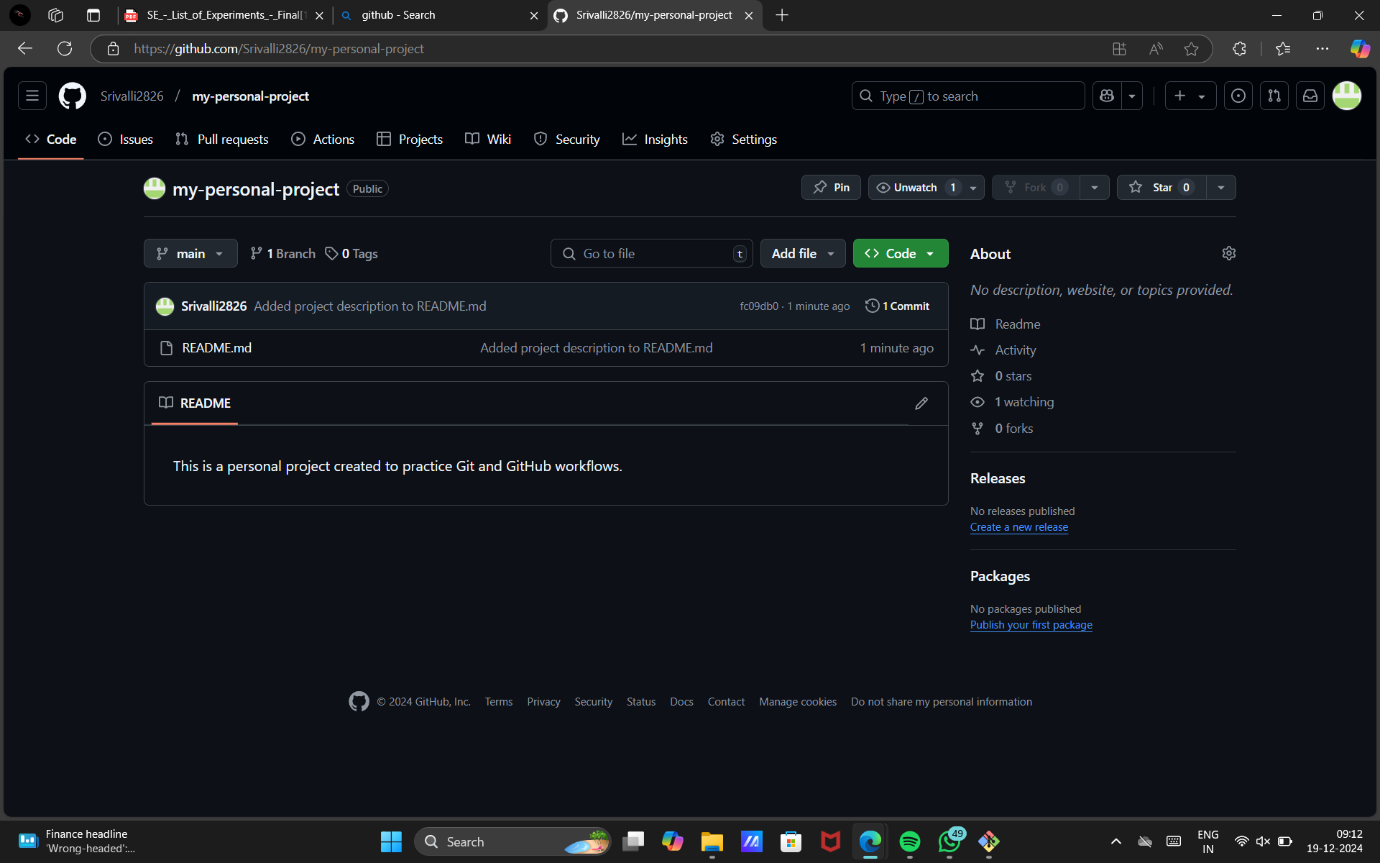 SE_-_List_of_Experiments_-_Final[1
github - Search
Srivalli2826/my-personal-project
https://github.com/Srivalli2826/my-personal-project
Srivalli2826 / my-personal-project
Type / to search
Code
Issues
Pull requests
Actions
Projects
Wiki
Security
Insights
Settings
my-personal-project Public
Pin
Unwatch 1
Fork 0
Star 0
main
1 Branch
0 Tags
Go to file t
Add file
Code
Srivalli2826 Added project description to README.md fc09db0 · 1 minute ago 1 Commit
README.md Added project description to README.md 1 minute ago
README
This is a personal project created to practice Git and GitHub workflows.
About
No description, website, or topics provided.
Readme
Activity
0 stars
1 watching
0 forks
Releases
No releases published
Create a new release
Packages
No packages published
Publish your first package
© 2024 GitHub, Inc. Terms Privacy Security Status Docs Contact Manage cookies Do not share my personal information
Finance headline
'Wrong-headed':...
Search
49
ENG
IN
09:12
19-12-2024